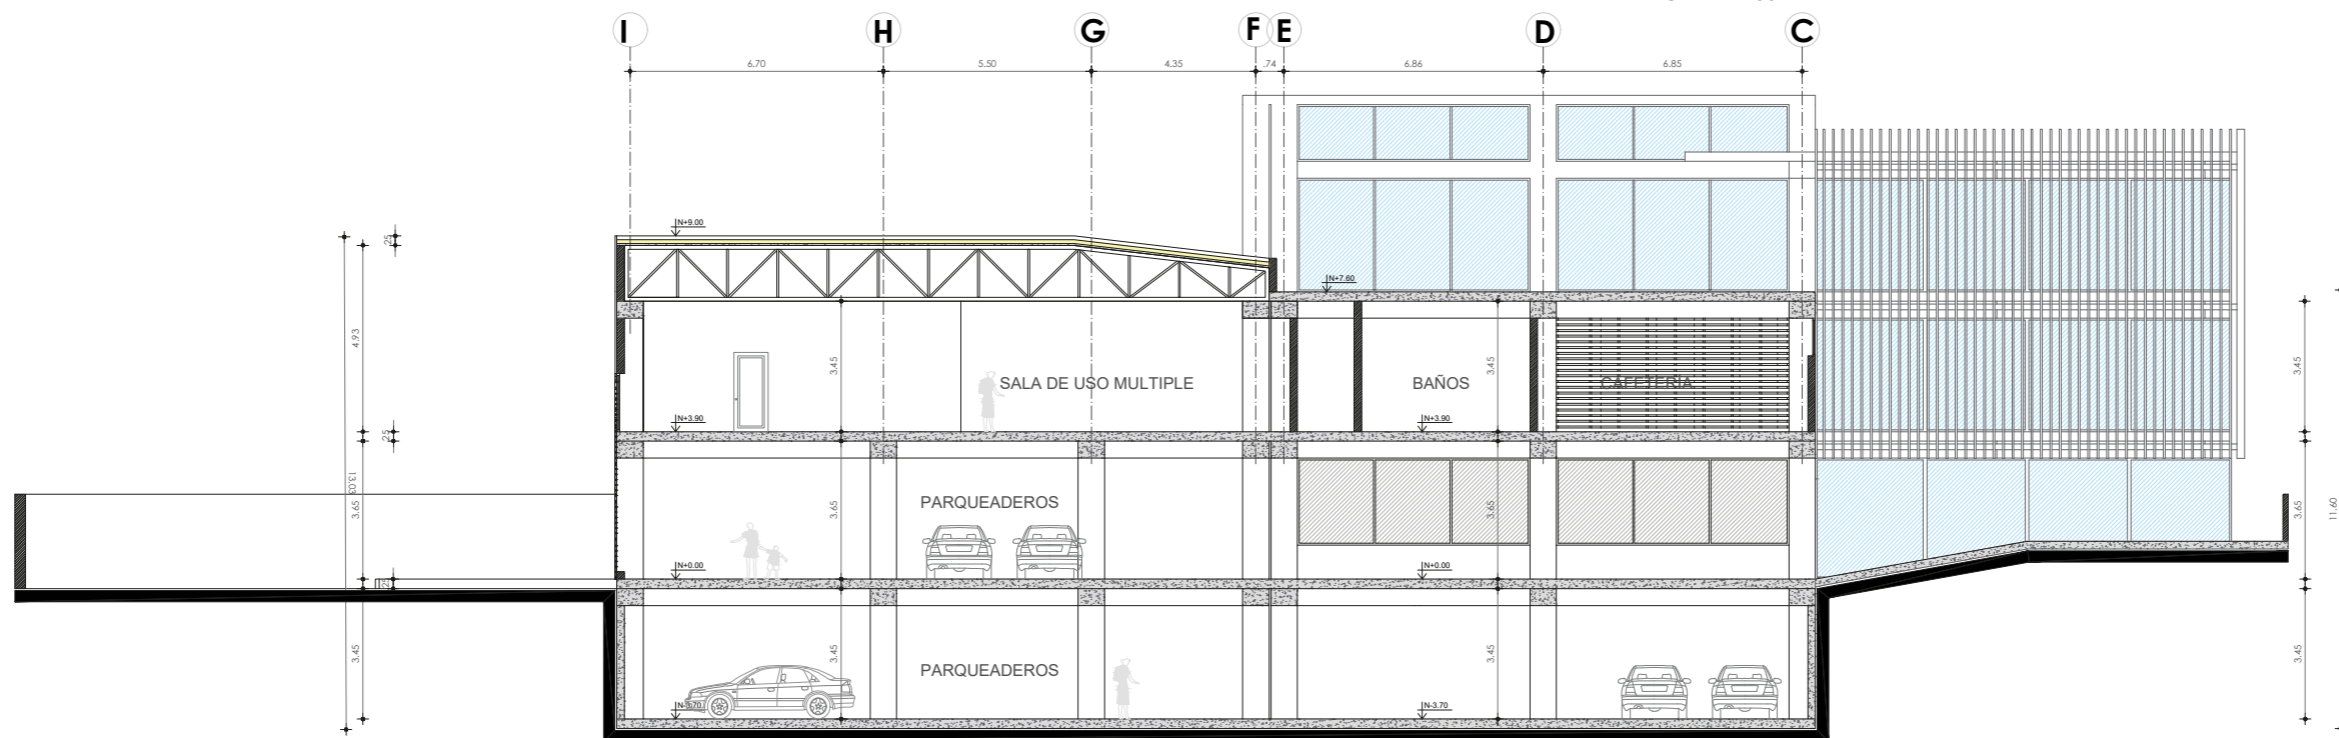 I H G F E D C
6.70 5.50 4.35 .74 6.86 6.85
N+9.00
.25
N+7.60
4.93
3.45
3.45
3.45
SALA DE USO MULTIPLE
BAÑOS
CAFETERIA
N+3.90
N+3.90
.25
13.03
3.65
3.65
PARQUEADEROS
3.65
3.65
11.60
N+0.00
N+0.00
.25
3.45
3.45
PARQUEADEROS
3.45
3.45
N-3.70
N-3.70